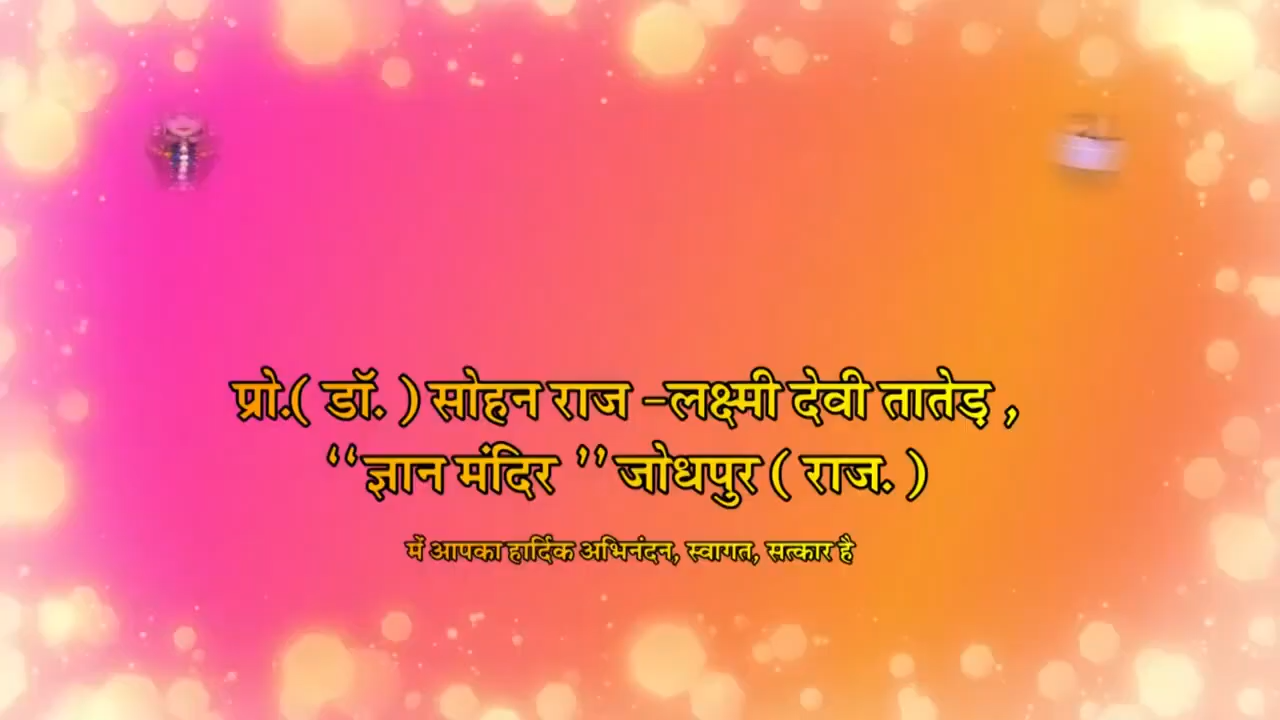 प्रो.( डॉ. ) सोहन राज -लक्ष्मी देवी तातेड़ ,
‘‘ ज्ञान मंदिर ’’ जोधपुर ( राज. )
में आपका हार्दिक अभिनंदन, स्वागत, सत्कार है